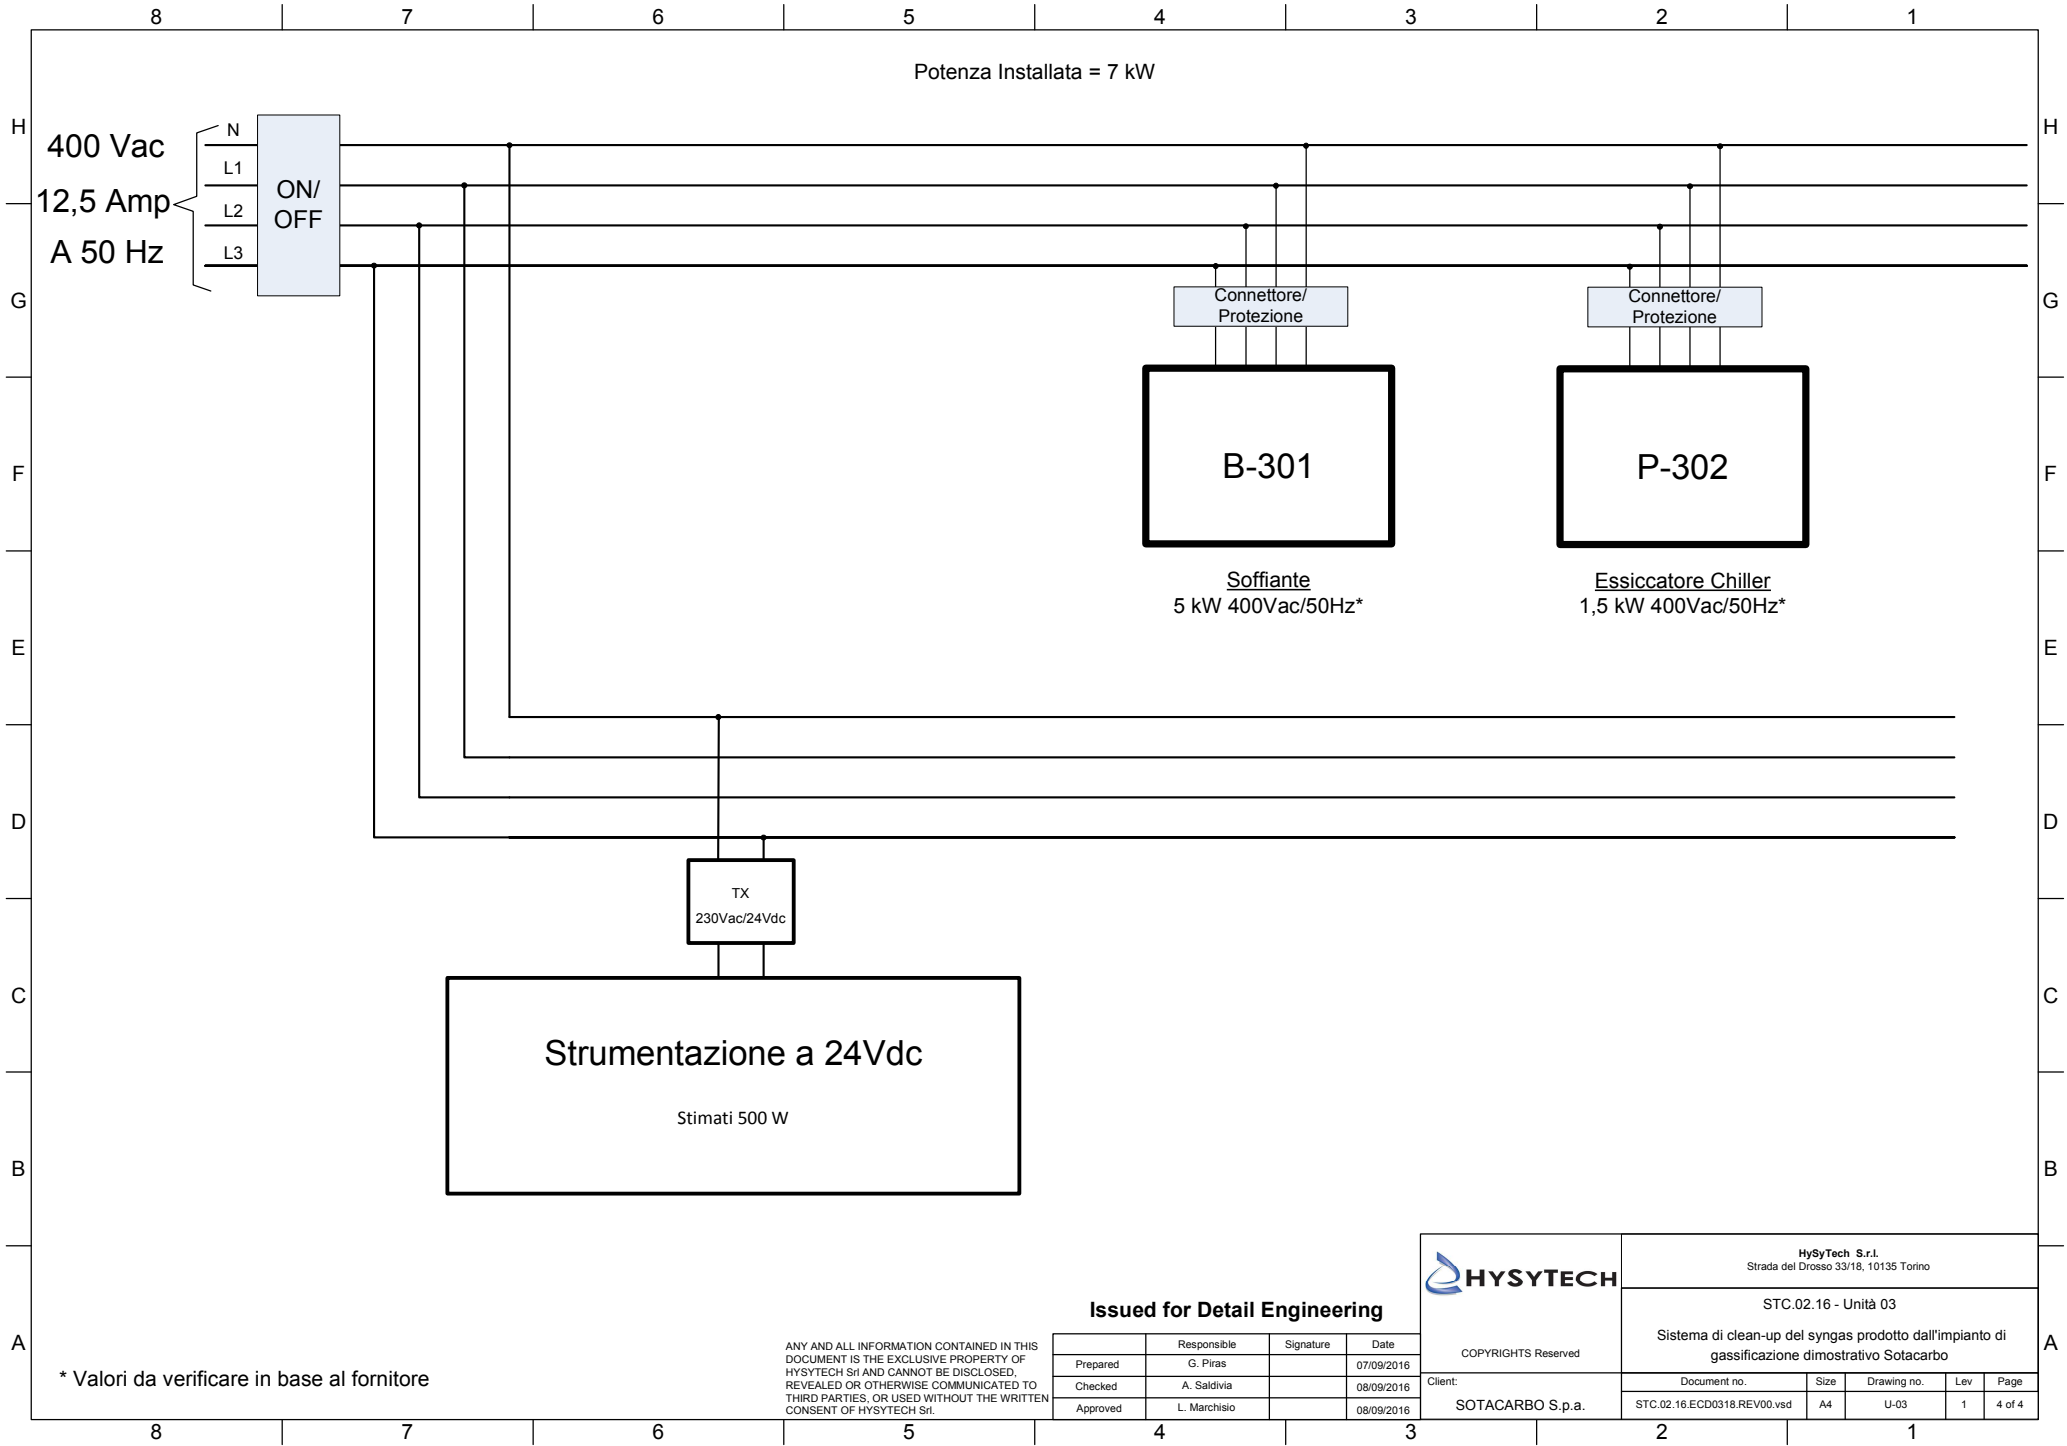 8 7 6 5 4 3 2 1
Potenza Installata = 7 kW
H H
400 Vac
12,5 Amp
A 50 Hz
N
L1
L2
L3
ON/
OFF
G G
Connettore/
Protezione
Connettore/
Protezione
F F
B-301
P-302
Soffiante
5 kW 400Vac/50Hz*
Essiccatore Chiller
1,5 kW 400Vac/50Hz*
E E
D D
TX
230Vac/24Vdc
C C
Strumentazione a 24Vdc
Stimati 500 W
B B
A A
* Valori da verificare in base al fornitore
ANY AND ALL INFORMATION CONTAINED IN THIS
DOCUMENT IS THE EXCLUSIVE PROPERTY OF
HYSYTECH Srl AND CANNOT BE DISCLOSED,
REVEALED OR OTHERWISE COMMUNICATED TO
THIRD PARTIES, OR USED WITHOUT THE WRITTEN
CONSENT OF HYSYTECH Srl.
Issued for Detail Engineering
Responsible Signature Date
Prepared G. Piras 07/09/2016
Checked A. Saldivia 08/09/2016
Approved L. Marchisio 08/09/2016
HYSYTECH
COPYRIGHTS Reserved
Client:
SOTACARBO S.p.a.
HySyTech S.r.l.
Strada del Drosso 33/18, 10135 Torino
STC.02.16 - Unità 03
Sistema di clean-up del syngas prodotto dall'impianto di
gassificazione dimostrativo Sotacarbo
Document no. Size Drawing no. Lev Page
STC.02.16.ECD0318.REV00.vsd A4 U-03 1 4 of 4
8 7 6 5 4 3 2 1